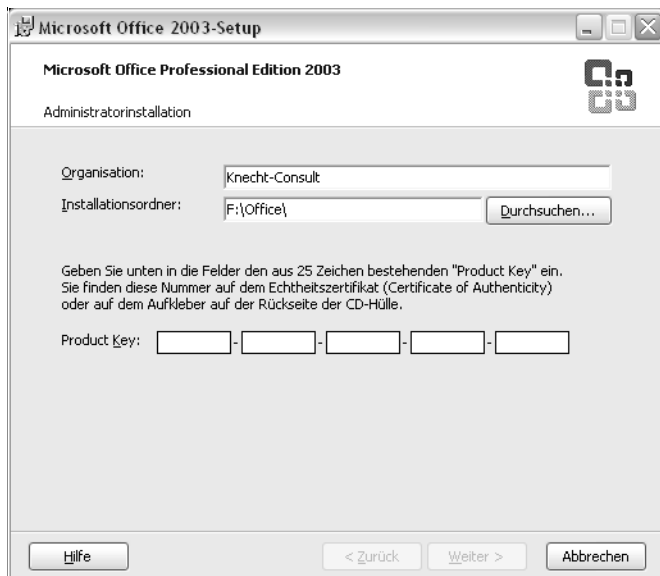 Microsoft Office 2003-Setup
Microsoft Office Professional Edition 2003
Administratorinstallation
Organisation: Knecht-Consult
Installationsordner: F:\Office\ Durchsuchen...
Geben Sie unten in die Felder den aus 25 Zeichen bestehenden "Product Key" ein.
Sie finden diese Nummer auf dem Echtheitszertifikat (Certificate of Authenticity)
oder auf dem Aufkleber auf der Rückseite der CD-Hülle.
Product Key: - - - -
Hilfe < Zurück Weiter > Abbrechen